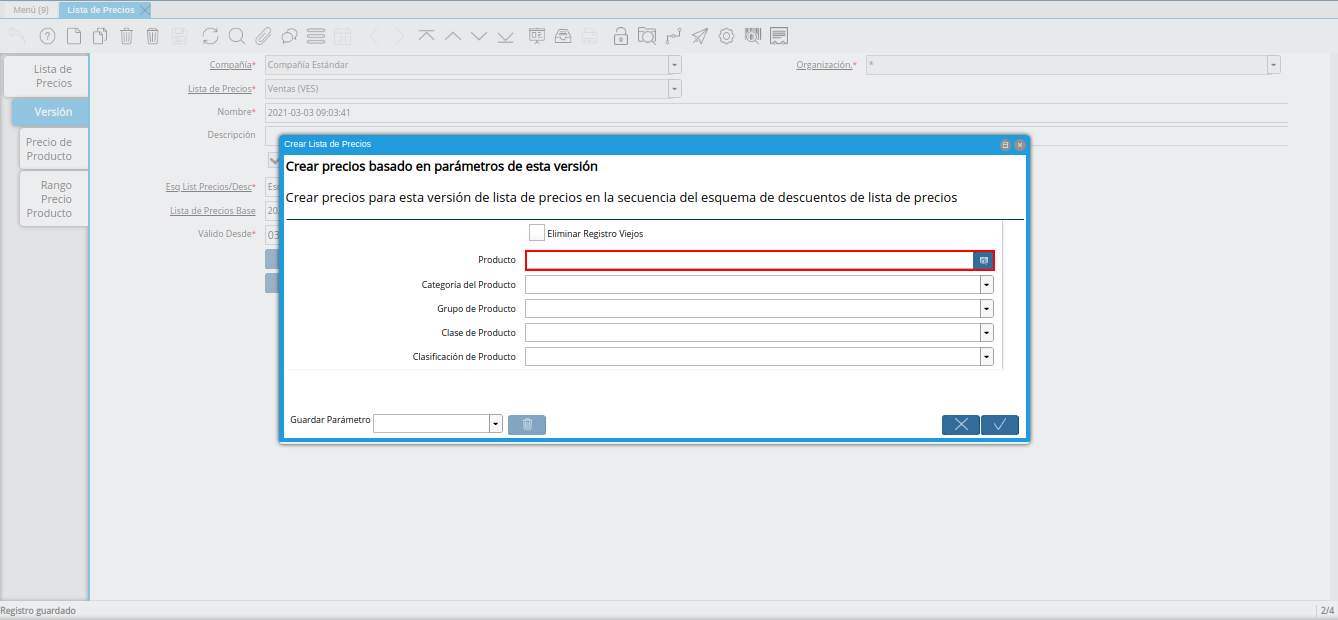 Menú (9)
Lista de Precios
Lista de
Precios
Versión
Precio de
Producto
Rango
Precio
Producto
Compañía*
Compañía Estándar
Organización.*
*
Lista de Precios*
Ventas (VES)
Nombre*
2021-03-03 09:03:41
Descripción
Esq List Precios/Desc*
Lista de Precios Base
20
Válido Desde*
03
Crear Lista de Precios
Crear precios basado en parámetros de esta versión
Crear precios para esta versión de lista de precios en la secuencia del esquema de descuentos de lista de precios
Eliminar Registro Viejos
Producto
Categoría del Producto
Grupo de Producto
Clase de Producto
Clasificación de Producto
Guardar Parámetro
Registro guardado
2/4